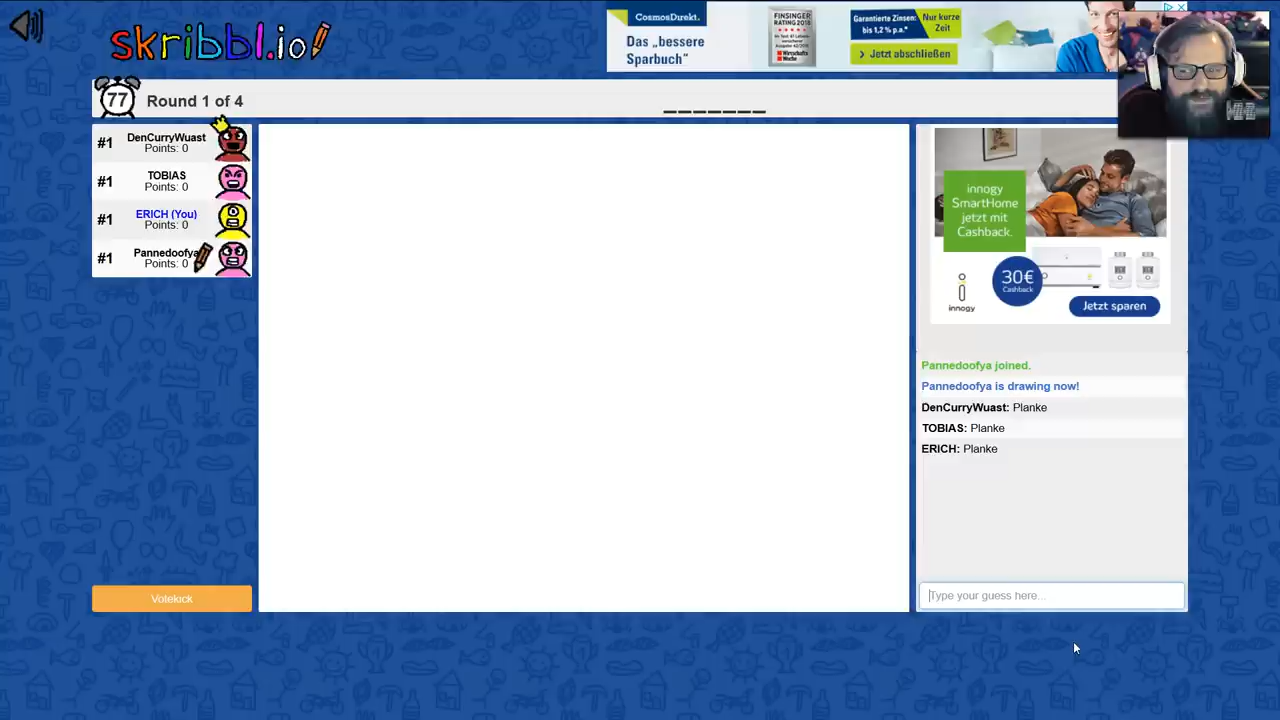 skribbl.io
CosmosDirekt.
Das „bessere
Sparbuch“
FINSINGER
RATING 2018
Garantierte Zinsen:
bis 1,2 % p.a.*
Nur kurze
Zeit
> Jetzt abschließen
77
Round 1 of 4
_ _ _ _ _ _ _
#1
DenCurryWuast
Points: 0
#1
TOBIAS
Points: 0
#1
ERICH (You)
Points: 0
#1
Pannedoofya
Points: 0
innogy
SmartHome
jetzt mit
Cashback.
30€
Cashback
innogy
Jetzt sparen
Pannedoofya joined.
Pannedoofya is drawing now!
DenCurryWuast: Planke
TOBIAS: Planke
ERICH: Planke
Votekick
Type your guess here...